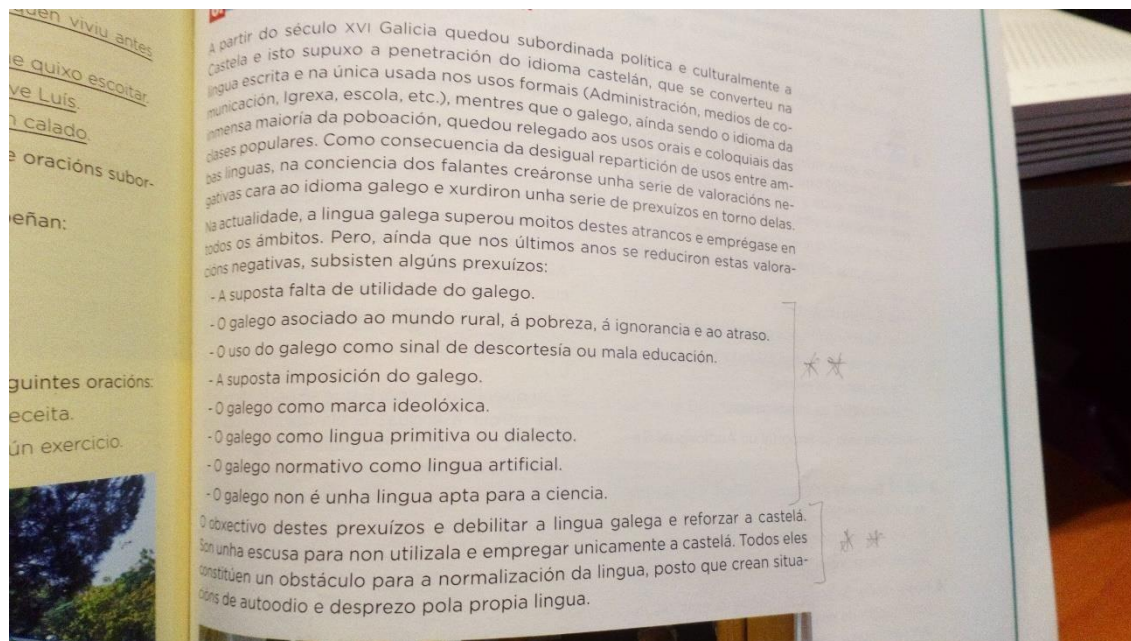 quen viviu antes
e quixo escoitar.
ve Luís.
n calado.
e oracións subor-
eñan:
guintes oracións:
eceita.
ún exercicio.
A partir do século XVI Galicia quedou subordinada política e culturalmente a
Castela e isto supuxo a penetración do idioma castelán, que se converteu na
lingua escrita e na única usada nos usos formais (Administración, medios de co-
municación, Igrexa, escola, etc.), mentres que o galego, aínda sendo o idioma da
inmensa maioría da poboación, quedou relegado aos usos orais e coloquiais das
clases populares. Como consecuencia da desigual repartición de usos entre am-
bas linguas, na conciencia dos falantes creáronse unha serie de valoracións ne-
gativas cara ao idioma galego e xurdiron unha serie de prexuízos en torno delas.
Na actualidade, a lingua galega superou moitos destes atrancos e emprégase en
todos os ámbitos. Pero, aínda que nos últimos anos se reduciron estas valora-
cións negativas, subsisten algúns prexuízos:
- A suposta falta de utilidade do galego.
- O galego asociado ao mundo rural, á pobreza, á ignorancia e ao atraso.
- O uso do galego como sinal de descortesía ou mala educación.
- A suposta imposición do galego.
- O galego como marca ideolóxica.
- O galego como lingua primitiva ou dialecto.
- O galego normativo como lingua artificial.
- O galego non é unha lingua apta para a ciencia.
O obxectivo destes prexuízos e debilitar a lingua galega e reforzar a castelá.
Son unha escusa para non utilizala e empregar unicamente a castelá. Todos eles
constitúen un obstáculo para a normalización da lingua, posto que crean situa-
cións de autoodio e desprezo pola propia lingua.